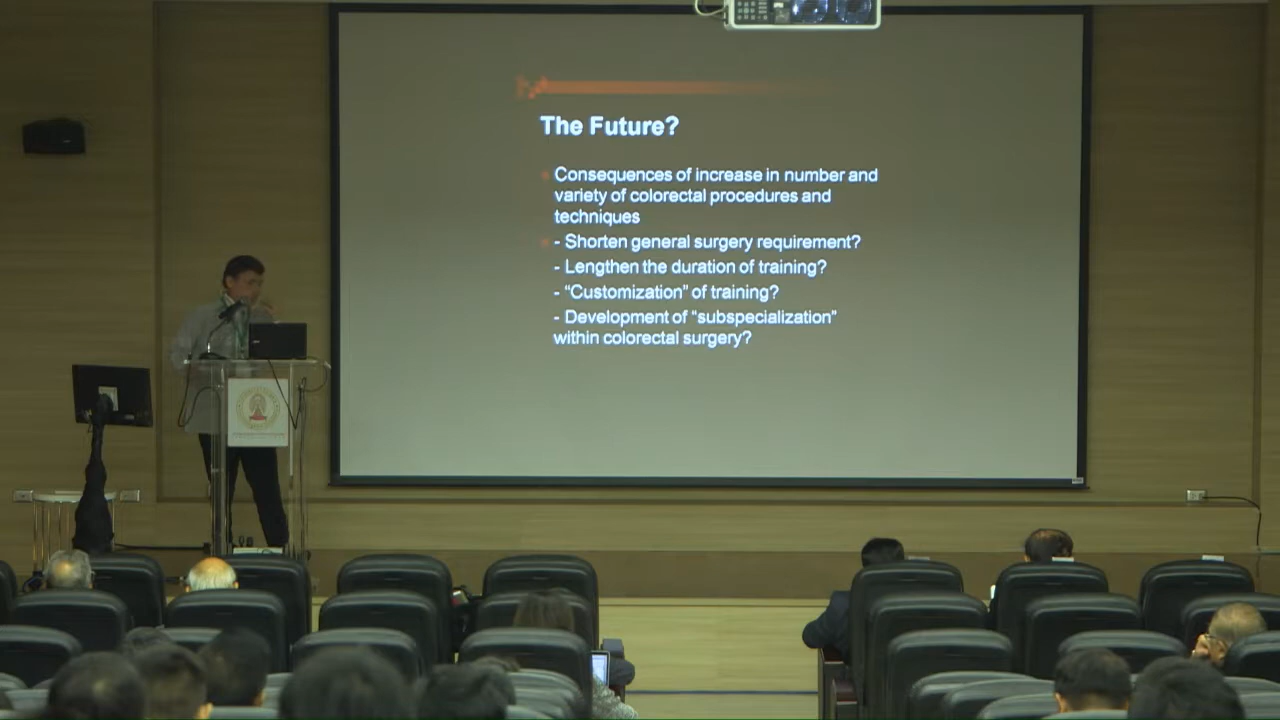 The Future?
Consequences of increase in number and
variety of colorectal procedures and
techniques
- Shorten general surgery requirement?
- Lengthen the duration of training?
- “Customization” of training?
- Development of “subspecialization”
within colorectal surgery?